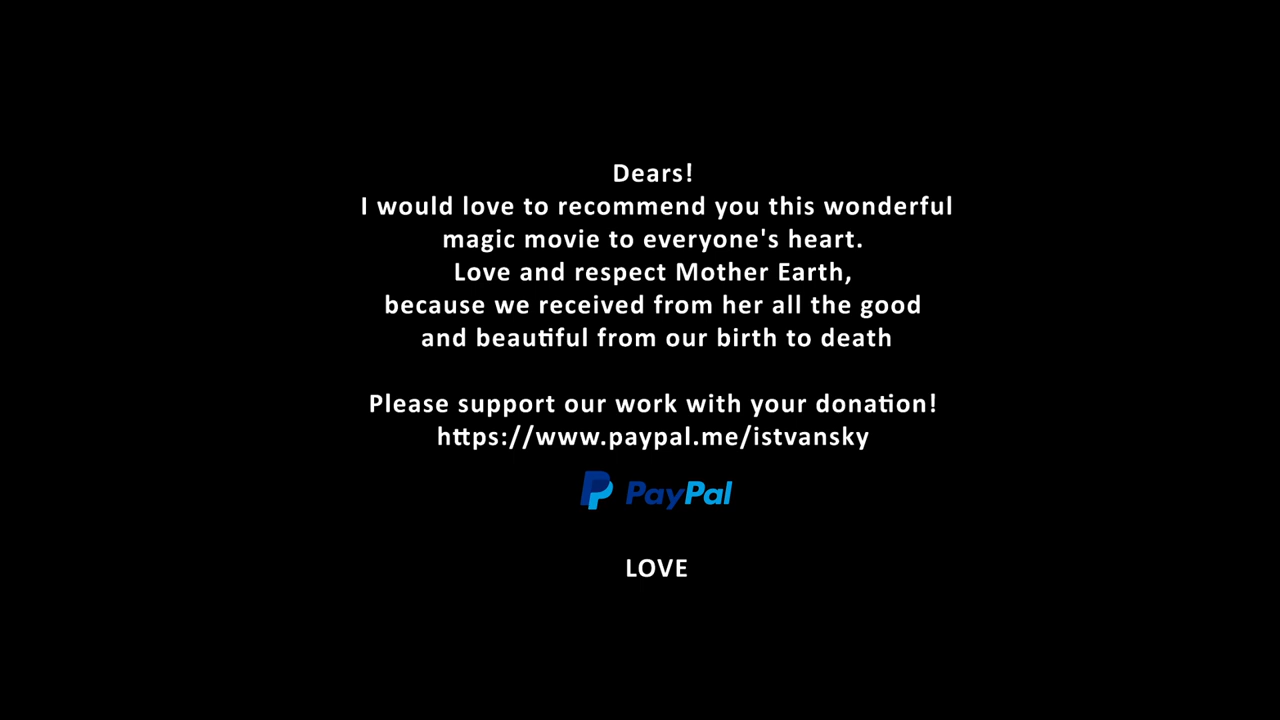 Dears!
I would love to recommend you this wonderful
magic movie to everyone's heart.
Love and respect Mother Earth,
because we received from her all the good
and beautiful from our birth to death
Please support our work with your donation!
https://www.paypal.me/istvansky
PayPal
LOVE